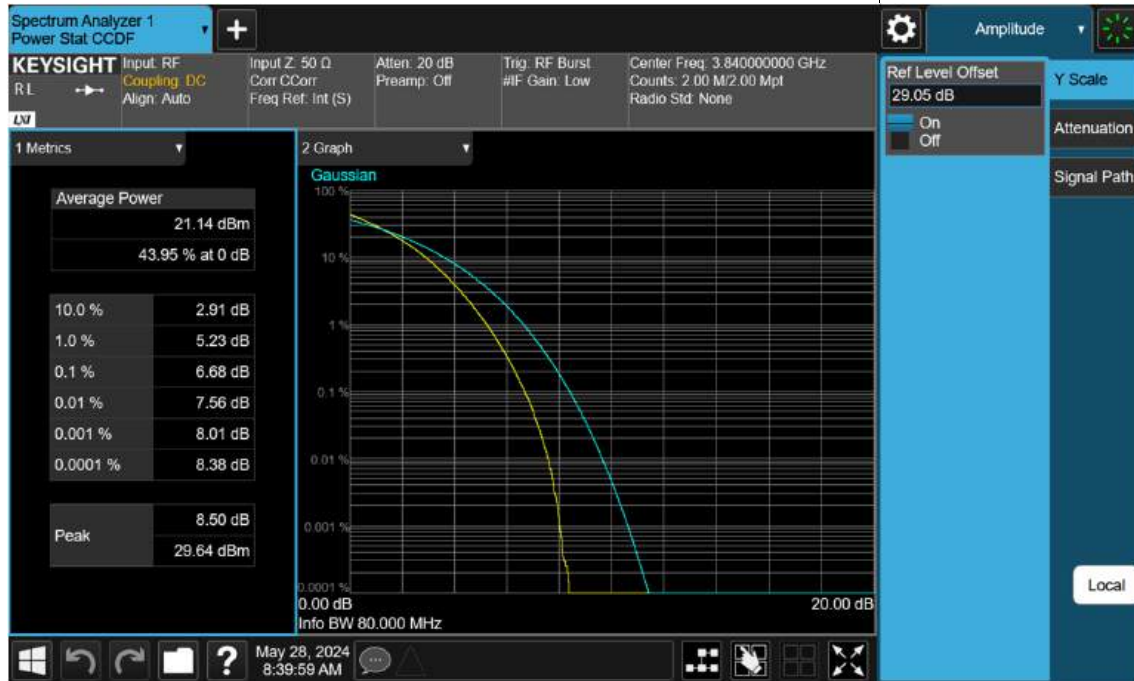 Spectrum Analyzer 1
Power Stat CCDF
Amplitude
KEYSIGHT
R L
LXI
Input: RF
Coupling: DC
Align: Auto
Input Z: 50 Ω
Corr CCorr
Freq Ref: Int (S)
Atten: 20 dB
Preamp: Off
Trig: RF Burst
#IF Gain: Low
Center Freq: 3.840000000 GHz
Counts: 2.00 M/2.00 Mpt
Radio Std: None
Ref Level Offset
29.05 dB
On
Off
Y Scale
Attenuation
Signal Path
Local
1 Metrics
Average Power
21.14 dBm
43.95 % at 0 dB
10.0 % 2.91 dB
1.0 % 5.23 dB
0.1 % 6.68 dB
0.01 % 7.56 dB
0.001 % 8.01 dB
0.0001 % 8.38 dB
Peak
8.50 dB
29.64 dBm
2 Graph
Gaussian
100 %
10 %
1 %
0.1 %
0.01 %
0.001 %
0.0001 %
0.00 dB 20.00 dB
Info BW 80.000 MHz
?
May 28, 2024
8:39:59 AM